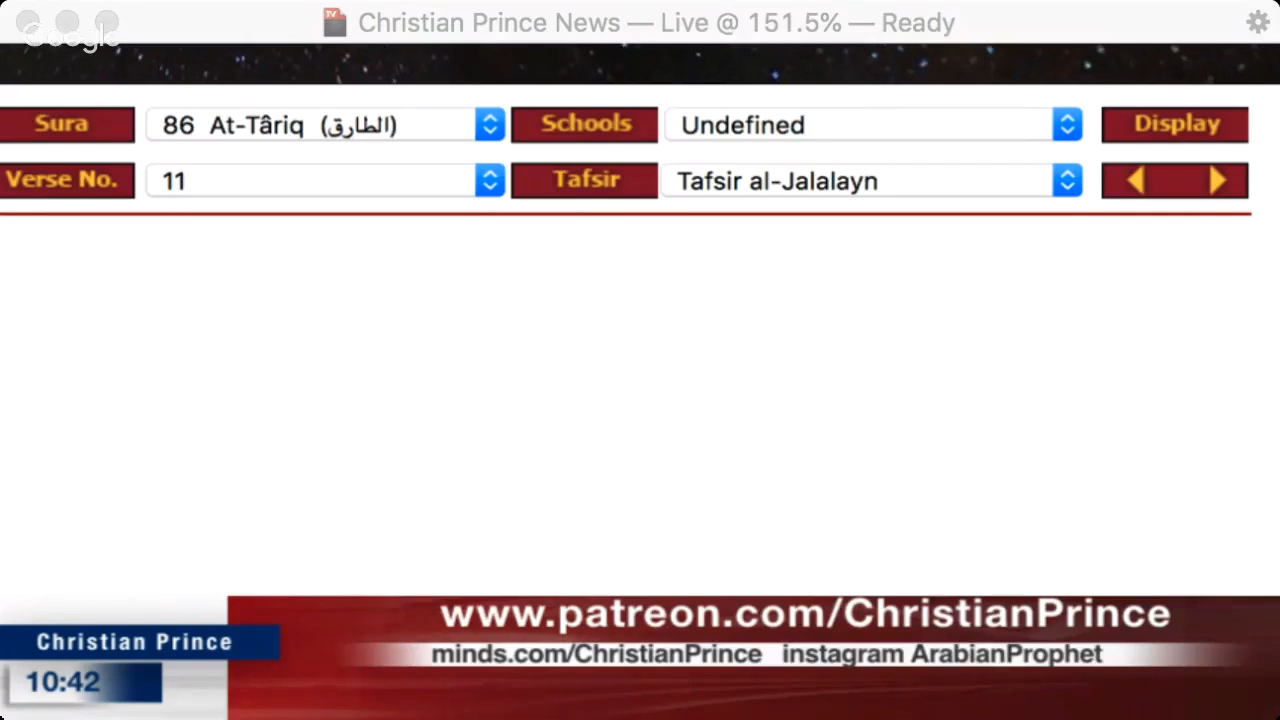 Christian Prince News — Live @ 151.5% — Ready
Google
Sura 86 At-Târiq (الطارق) Schools Undefined Display
Verse No. 11 Tafsir Tafsir al-Jalalayn
www.patreon.com/ChristianPrince
Christian Prince
minds.com/ChristianPrince instagram ArabianProphet
10:42